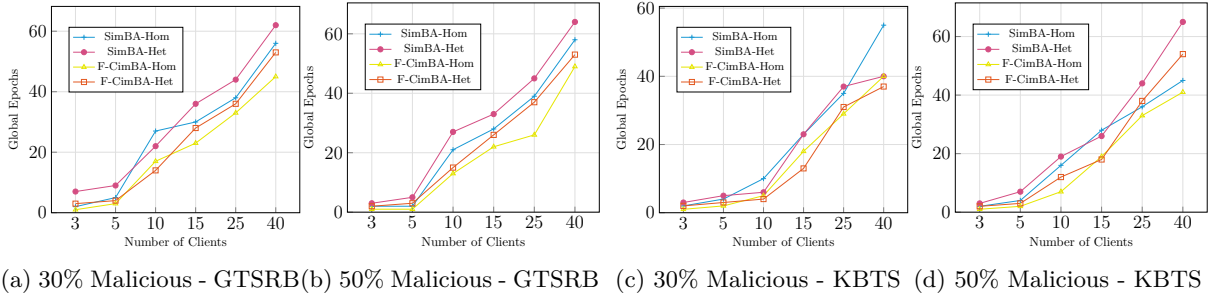 60
40
20
0
Global Epochs
SimBA-Hom
SimBA-Het
F-CimBA-Hom
F-CimBA-Het
3 5 10 15 25 40
Number of Clients
(a) 30% Malicious - GTSRB
60
40
20
0
Global Epochs
SimBA-Hom
SimBA-Het
F-CimBA-Hom
F-CimBA-Het
3 5 10 15 25 40
Number of Clients
(b) 50% Malicious - GTSRB
60
40
20
0
Global Epochs
SimBA-Hom
SimBA-Het
F-CimBA-Hom
F-CimBA-Het
3 5 10 15 25 40
Number of Clients
(c) 30% Malicious - KBTS
60
40
20
0
Global Epochs
SimBA-Hom
SimBA-Het
F-CimBA-Hom
F-CimBA-Het
3 5 10 15 25 40
Number of Clients
(d) 50% Malicious - KBTS